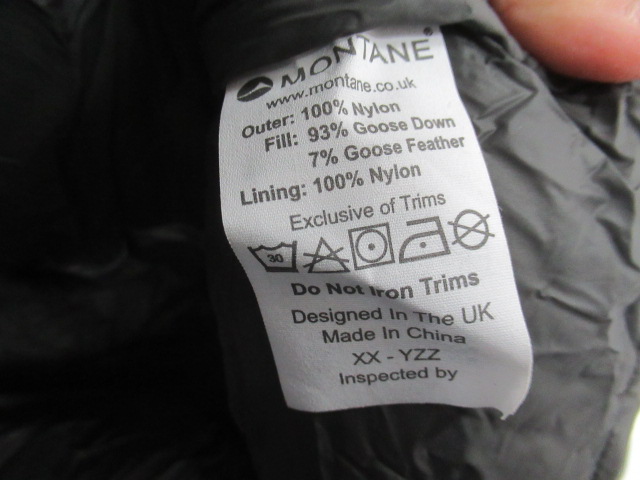 MONTANE®
www.montane.co.uk
Outer: 100% Nylon
Fill: 93% Goose Down
7% Goose Feather
Lining: 100% Nylon
Exclusive of Trims
30
Do Not Iron Trims
Designed In The UK
Made In China
XX - YZZ
Inspected by